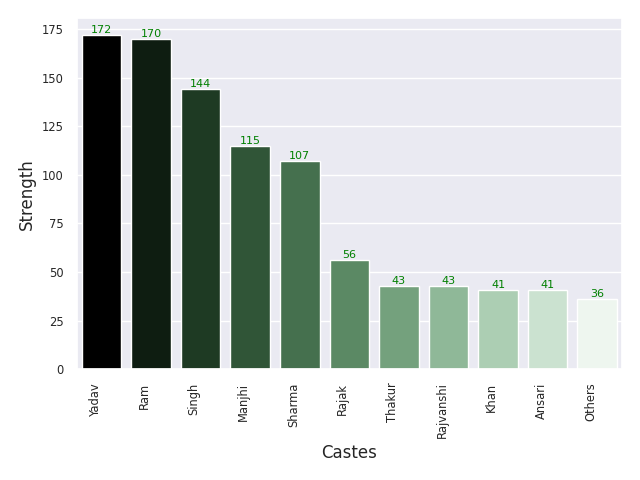 175
150
125
100
75
50
25
0
Strength
172
170
144
115
107
56
43
43
41
41
36
Yadav
Ram
Singh
Manjhi
Sharma
Rajak
Thakur
Rajvanshi
Khan
Ansari
Others
Castes